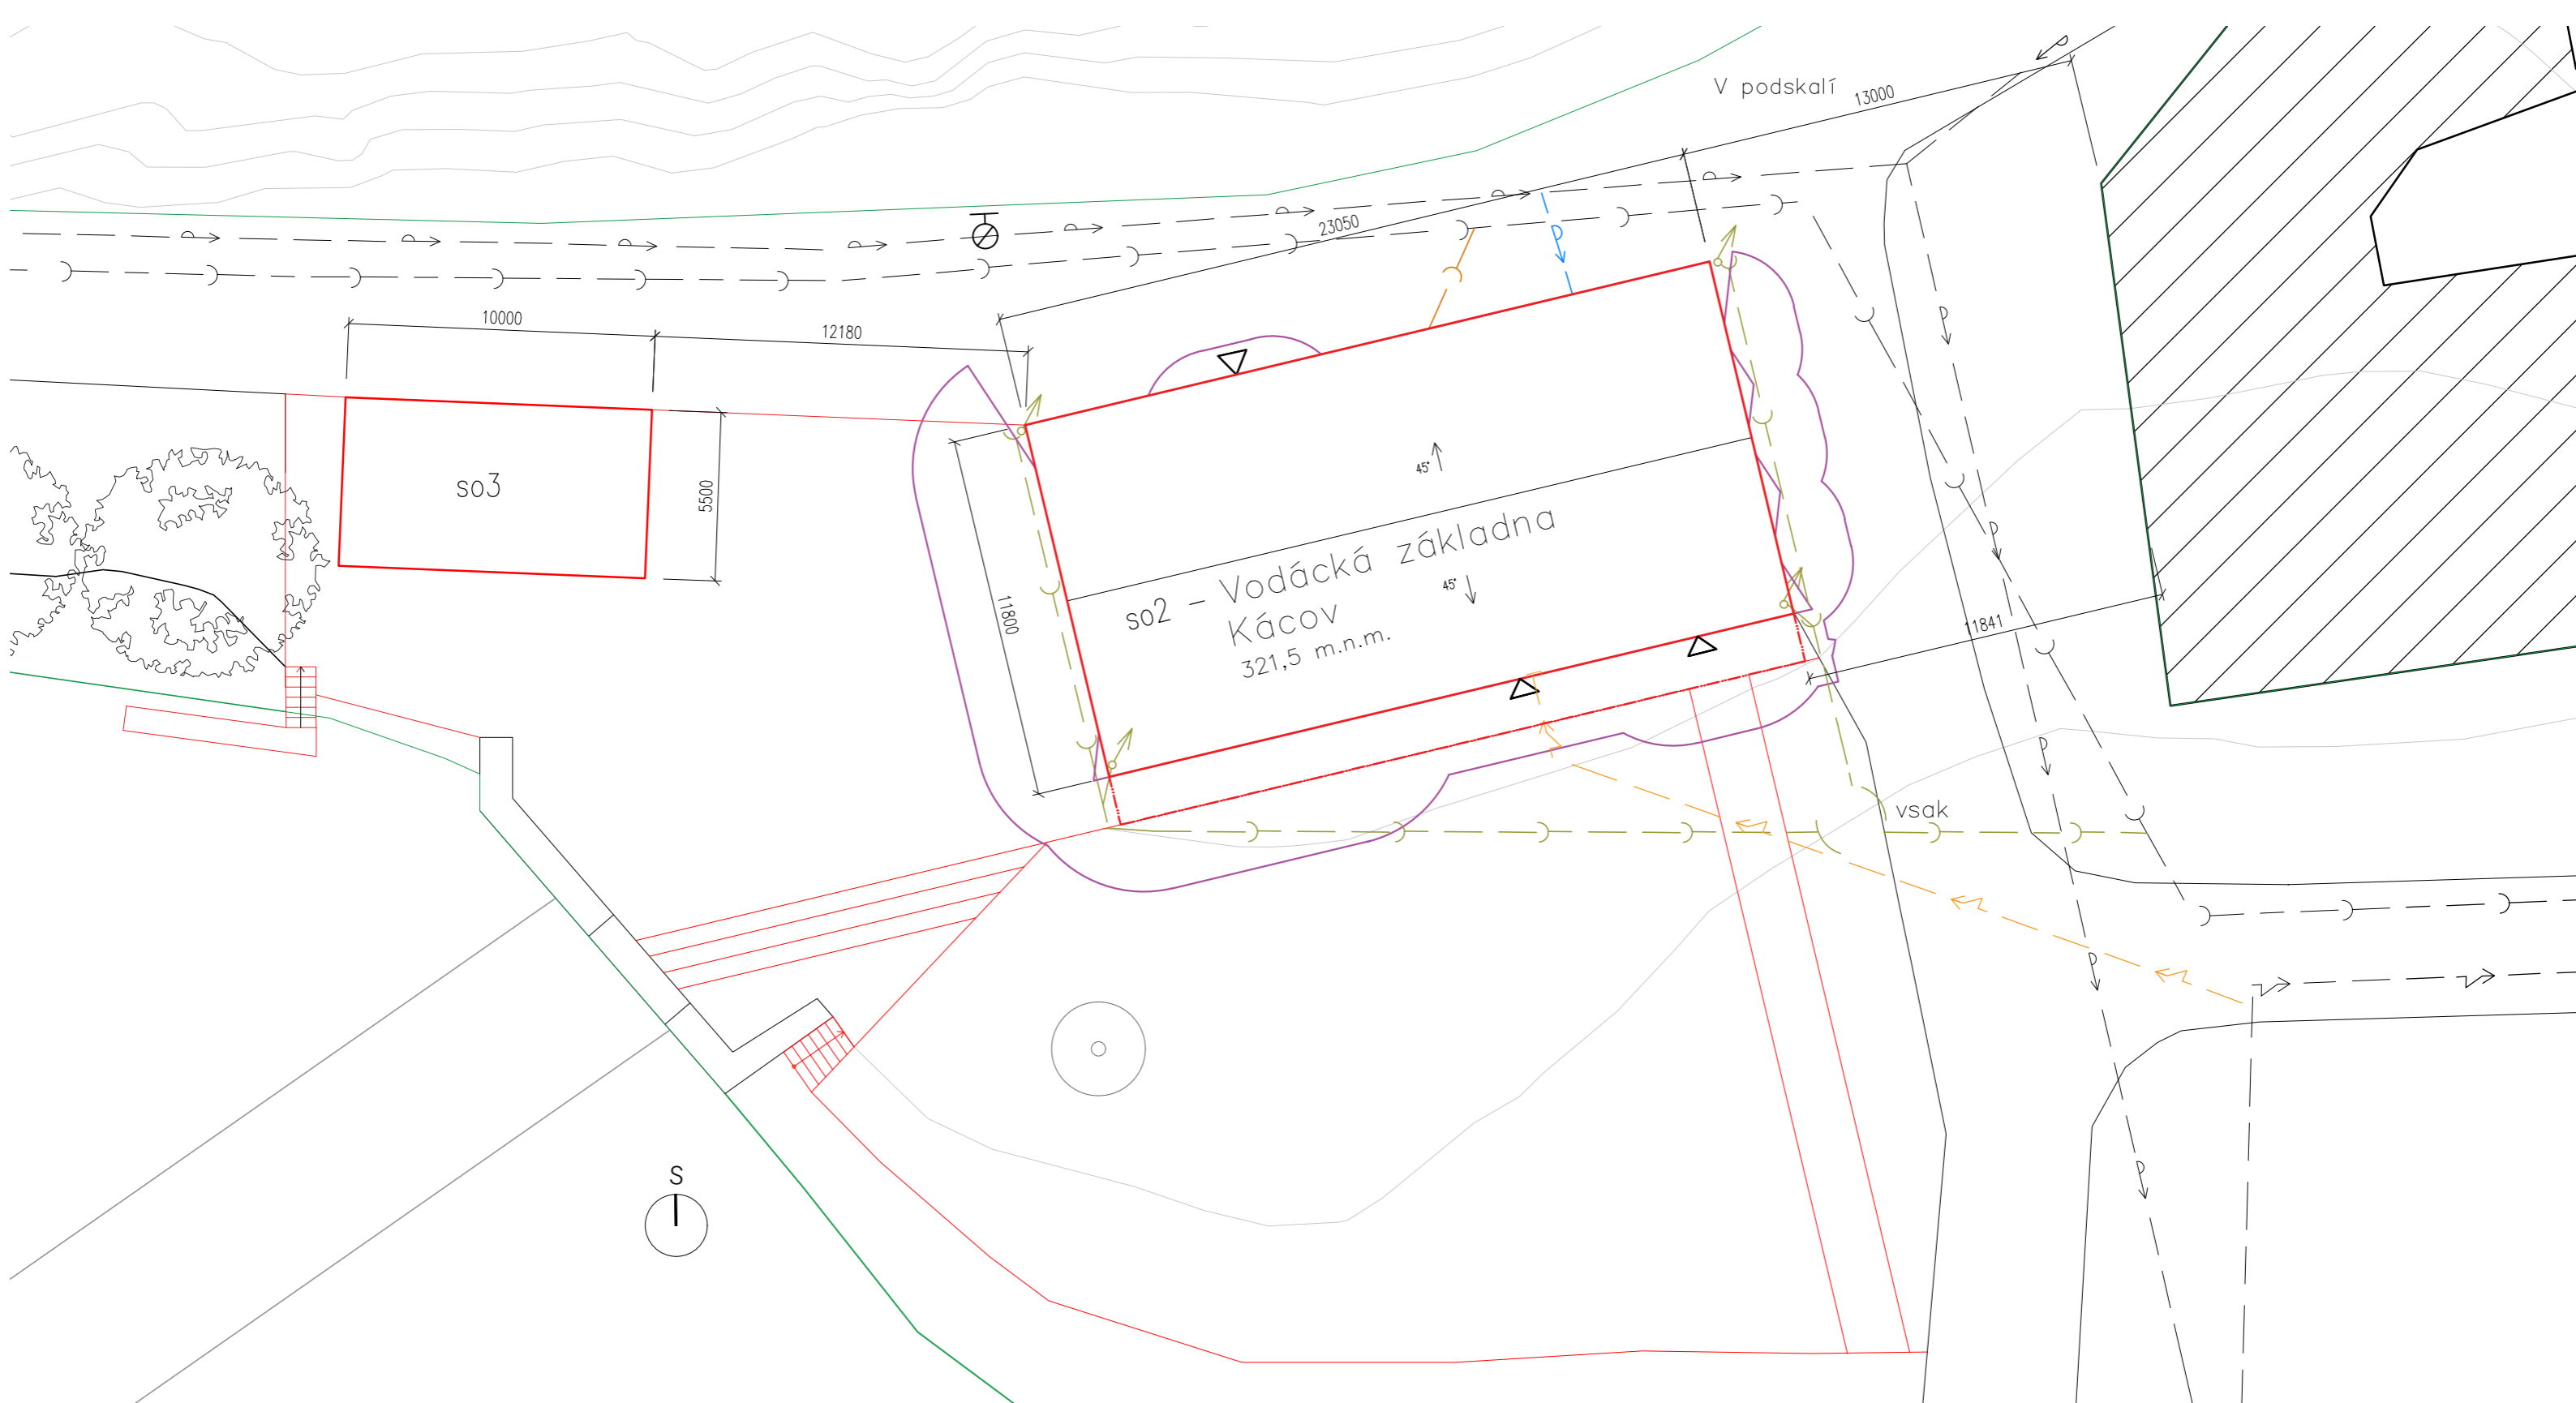 V podskalí
13000
23050
10000
12180
so3
5500
11800
45°
so2 – Vodácká základna
Kácov
321,5 m.n.m.
45°
11841
vsak
S